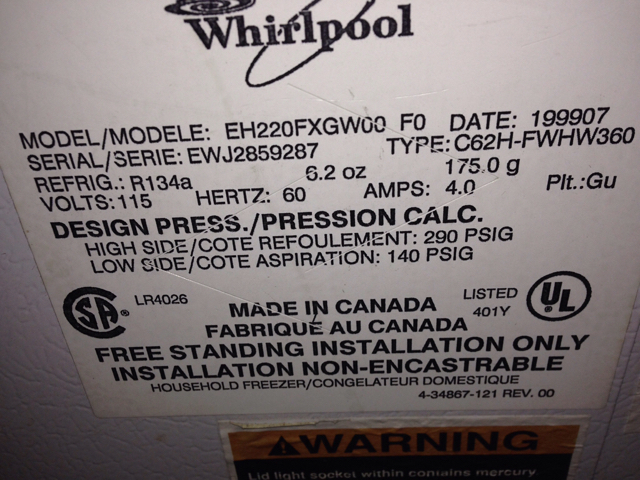 Whirlpool
MODEL/MODELE: EH220FXGW00 F0 DATE: 199907
SERIAL/SERIE: EWJ2859287 TYPE: C62H-FWHW360
REFRIG.: R134a 6.2 oz 175.0 g
VOLTS: 115 HERTZ: 60 AMPS: 4.0 Plt.:Gu
DESIGN PRESS./PRESSION CALC.
HIGH SIDE/COTE REFOULEMENT: 290 PSIG
LOW SIDE/COTE ASPIRATION: 140 PSIG
SA LR4026 MADE IN CANADA LISTED UL
FABRIQUE AU CANADA 401Y
FREE STANDING INSTALLATION ONLY
INSTALLATION NON-ENCASTRABLE
HOUSEHOLD FREEZER/CONGELATEUR DOMESTIQUE
4-34867-121 REV. 00
WARNING
Lid light socket within contains mercury